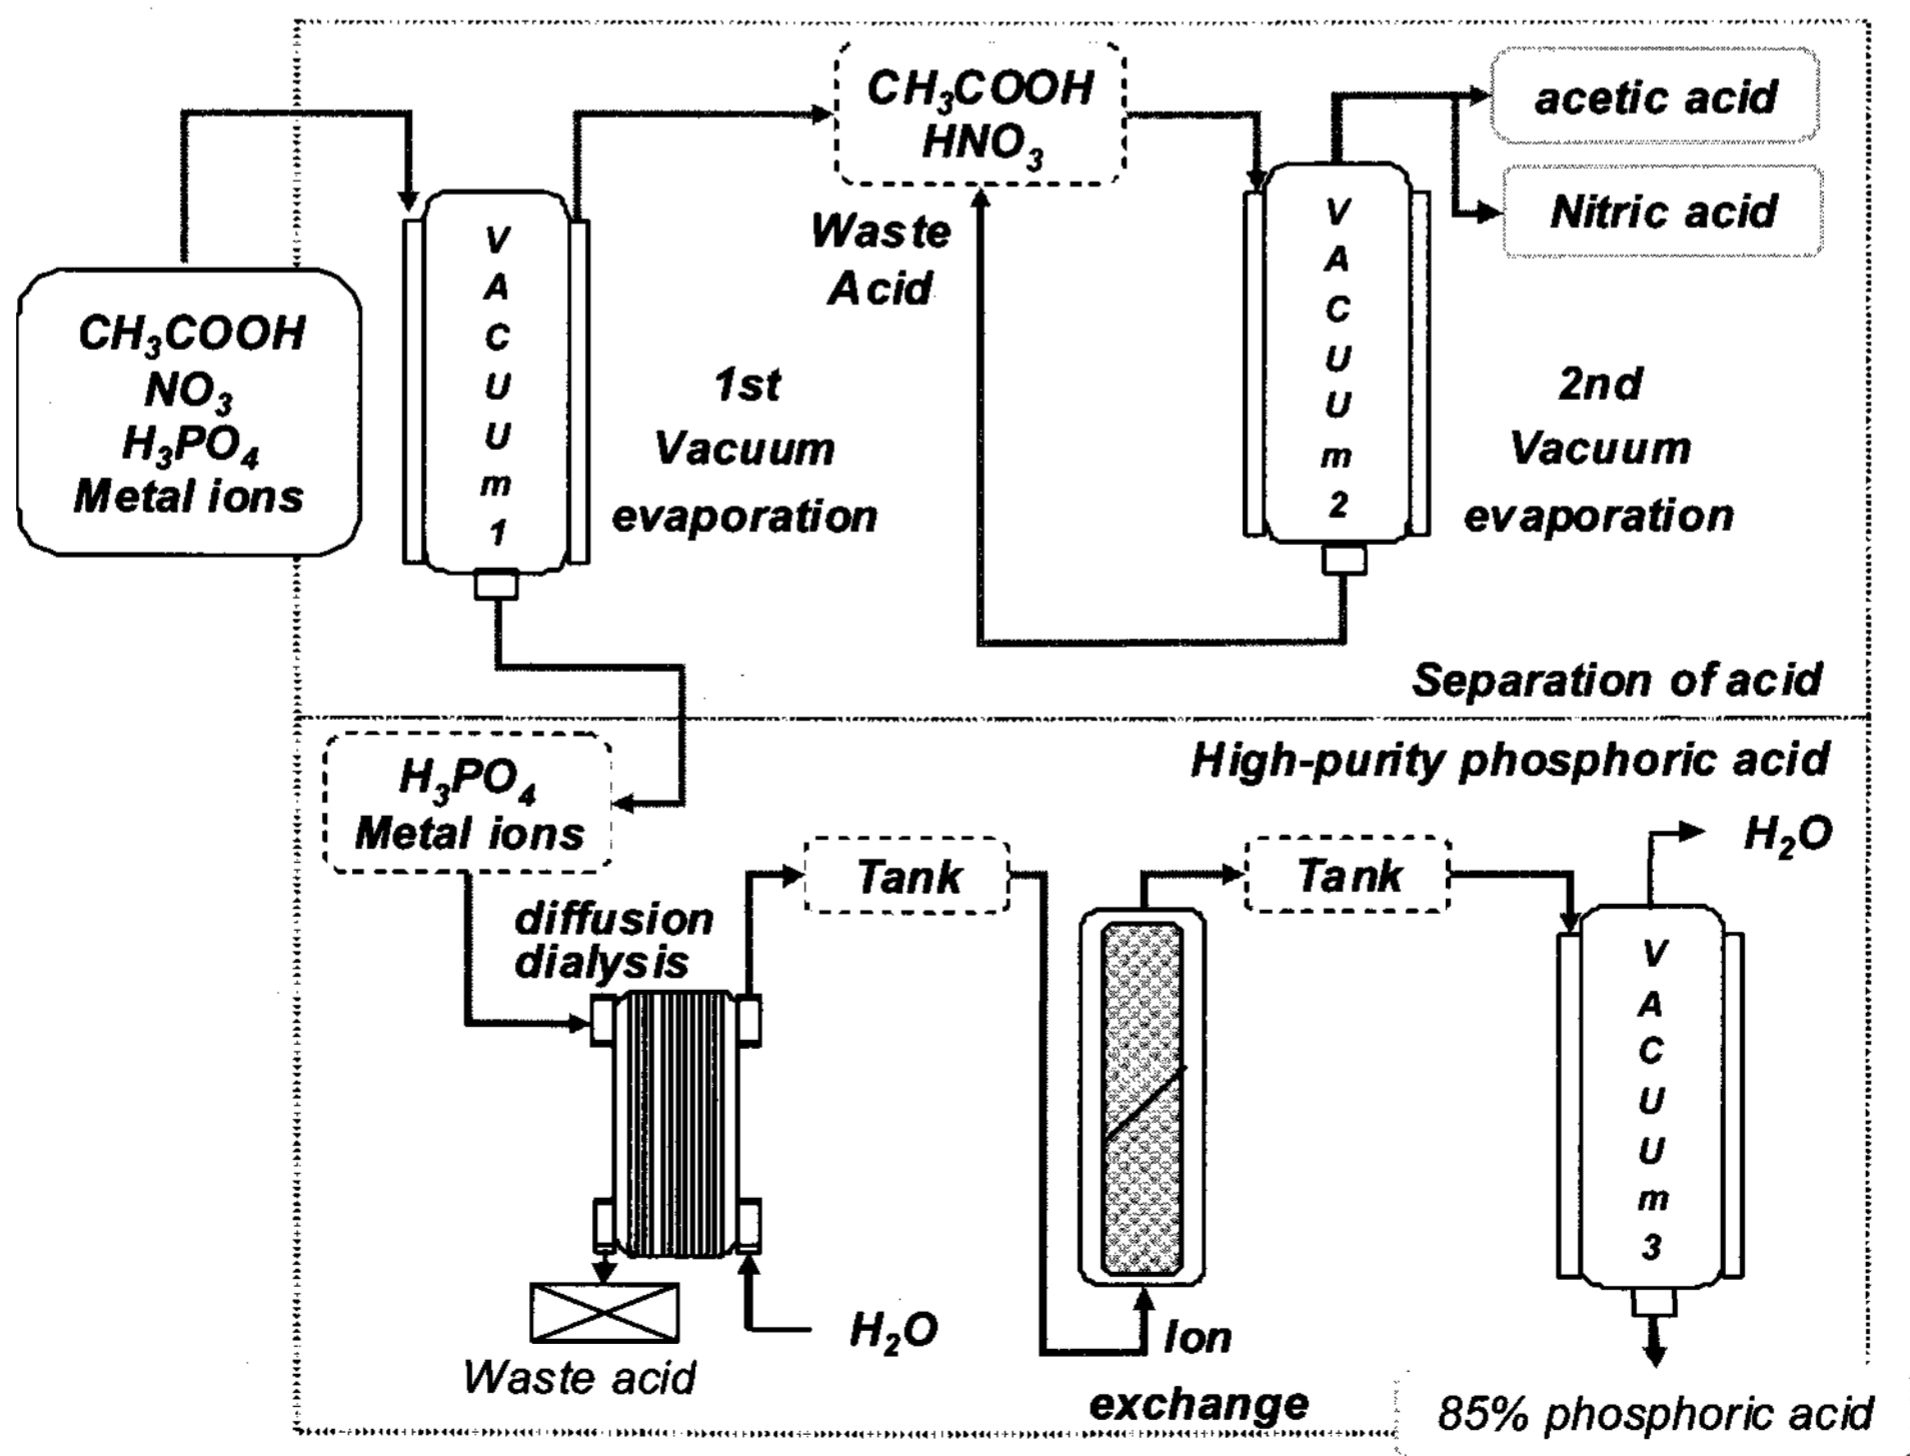 CH₃COOH
NO₃
H₃PO₄
Metal ions
V
A
C
U
U
m
1
1st
Vacuum
evaporation
CH₃COOH
HNO₃
Waste
Acid
V
A
C
U
U
m
2
2nd
Vacuum
evaporation
acetic acid
Nitric acid
Separation of acid
High-purity phosphoric acid
H₃PO₄
Metal ions
diffusion
dialysis
Waste acid
H₂O
Tank
Ion
exchange
Tank
V
A
C
U
U
m
3
H₂O
85% phosphoric acid